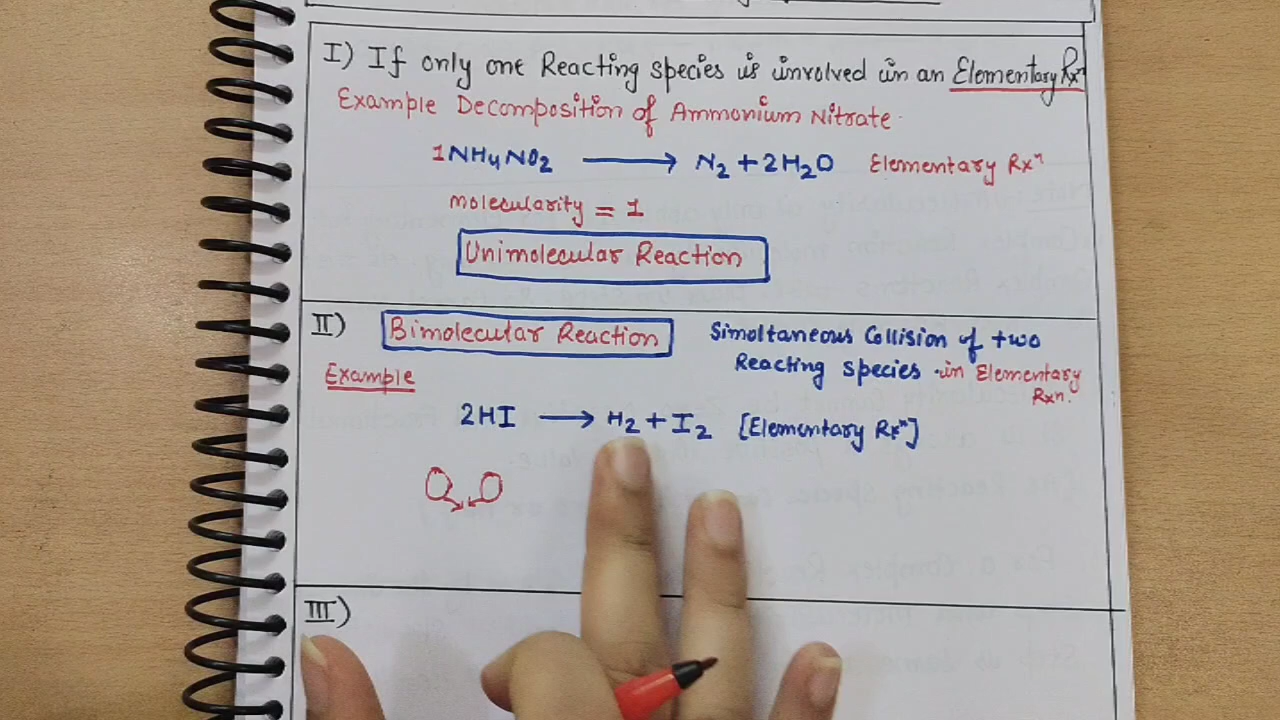 I) If only one Reacting species is involved in an Elementary Rxⁿ
Example Decomposition of Ammonium Nitrate.
1NH₄NO₂ ⟶ N₂ + 2H₂O Elementary Rxⁿ
molecularity = 1
Unimolecular Reaction
II) Bimolecular Reaction Simoltaneous Collision of two
Reacting species in Elementary
Rxn.
Example
2HI ⟶ H₂ + I₂ [Elementary Rxⁿ]
III)